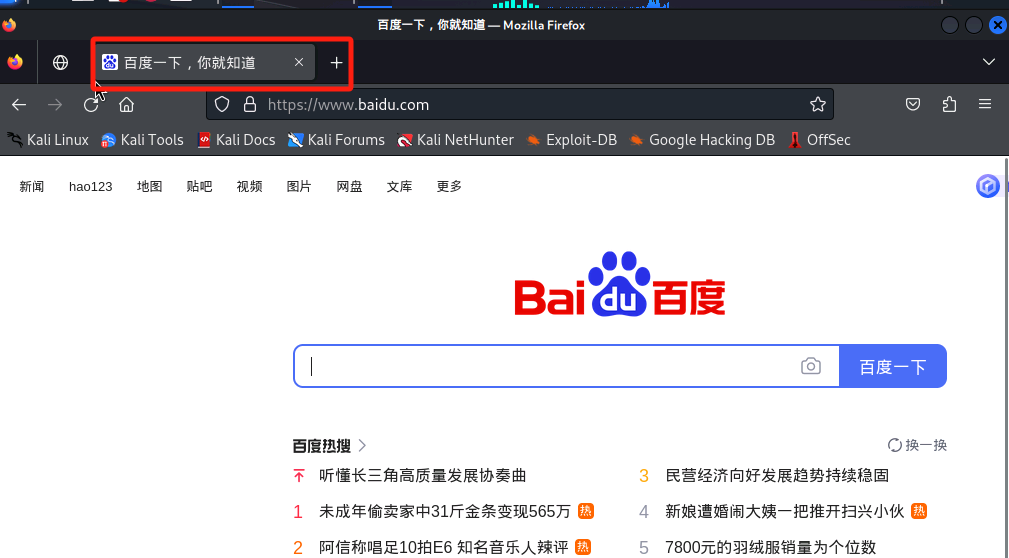 百度一下，你就知道 — Mozilla Firefox
百度一下，你就知道
https://www.baidu.com
Kali Linux Kali Tools Kali Docs Kali Forums Kali NetHunter Exploit-DB Google Hacking DB OffSec
新闻 hao123 地图 贴吧 视频 图片 网盘 文库 更多
Bai du 百度
百度一下
百度热搜 换一换
听懂长三角高质量发展协奏曲
3 民营经济向好发展趋势持续稳固
1 未成年偷卖家中31斤金条变现565万 热
4 新娘遭婚闹大姨一把推开扫兴小伙 热
2 阿信称唱足10拍E6 知名音乐人辣评 热
5 7800元的羽绒服销量为个位数